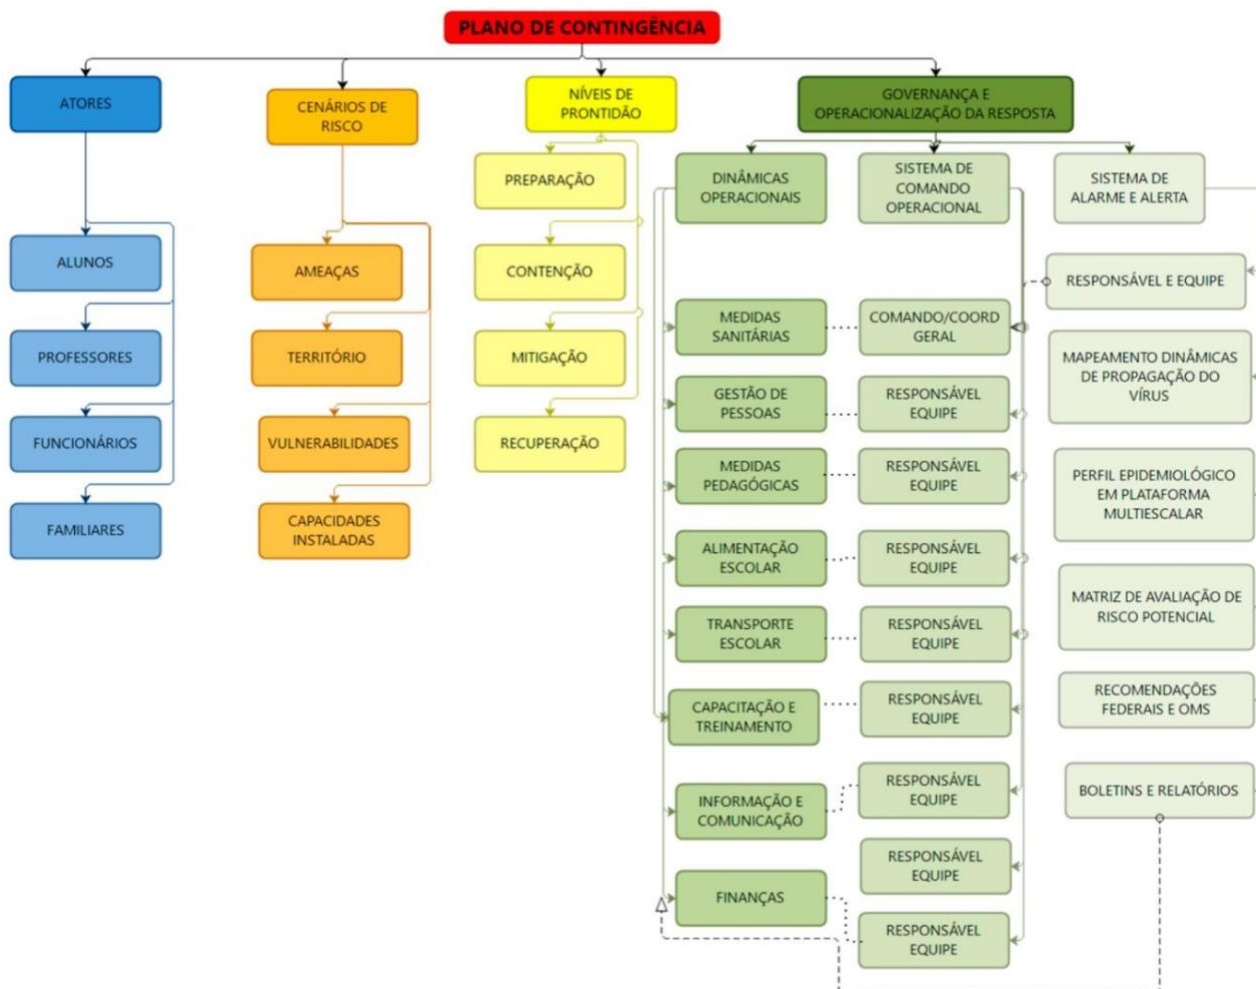 PLANO DE CONTINGÊNCIA
ATORES
CENÁRIOS DE
RISCO
NÍVEIS DE
PRONTIDÃO
GOVERNANÇA E
OPERACIONALIZAÇÃO DA RESPOSTA
ALUNOS
PROFESSORES
FUNCIONÁRIOS
FAMILIARES
AMEAÇAS
TERRITÓRIO
VULNERABILIDADES
CAPACIDADES
INSTALADAS
PREPARAÇÃO
CONTENÇÃO
MITIGAÇÃO
RECUPERAÇÃO
DINÂMICAS
OPERACIONAIS
MEDIDAS
SANITÁRIAS
GESTÃO DE
PESSOAS
MEDIDAS
PEDAGÓGICAS
ALIMENTAÇÃO
ESCOLAR
TRANSPORTE
ESCOLAR
CAPACITAÇÃO E
TREINAMENTO
INFORMAÇÃO E
COMUNICAÇÃO
FINANÇAS
SISTEMA DE
COMANDO
OPERACIONAL
COMANDO/COORD
GERAL
RESPONSÁVEL
EQUIPE
RESPONSÁVEL
EQUIPE
RESPONSÁVEL
EQUIPE
RESPONSÁVEL
EQUIPE
RESPONSÁVEL
EQUIPE
RESPONSÁVEL
EQUIPE
RESPONSÁVEL
EQUIPE
RESPONSÁVEL
EQUIPE
SISTEMA DE
ALARME E ALERTA
RESPONSÁVEL E EQUIPE
MAPEAMENTO DINÂMICAS
DE PROPAGAÇÃO DO
VÍRUS
PERFIL EPIDEMIOLÓGICO
EM PLATAFORMA
MULTIESCALAR
MATRIZ DE AVALIAÇÃO DE
RISCO POTENCIAL
RECOMENDAÇÕES
FEDERAIS E OMS
BOLETINS E RELATÓRIOS